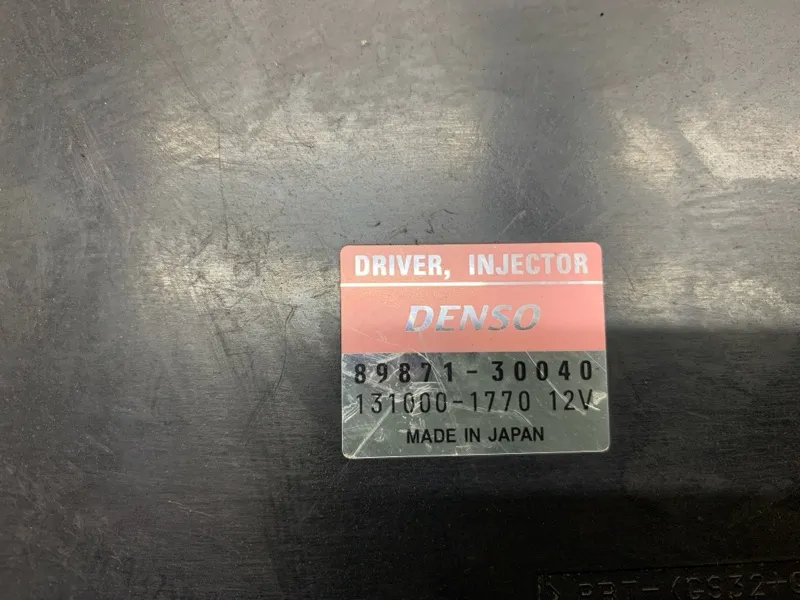 DRIVER, INJECTOR
DENSO
89871-30040
131000-1770 12V
MADE IN JAPAN